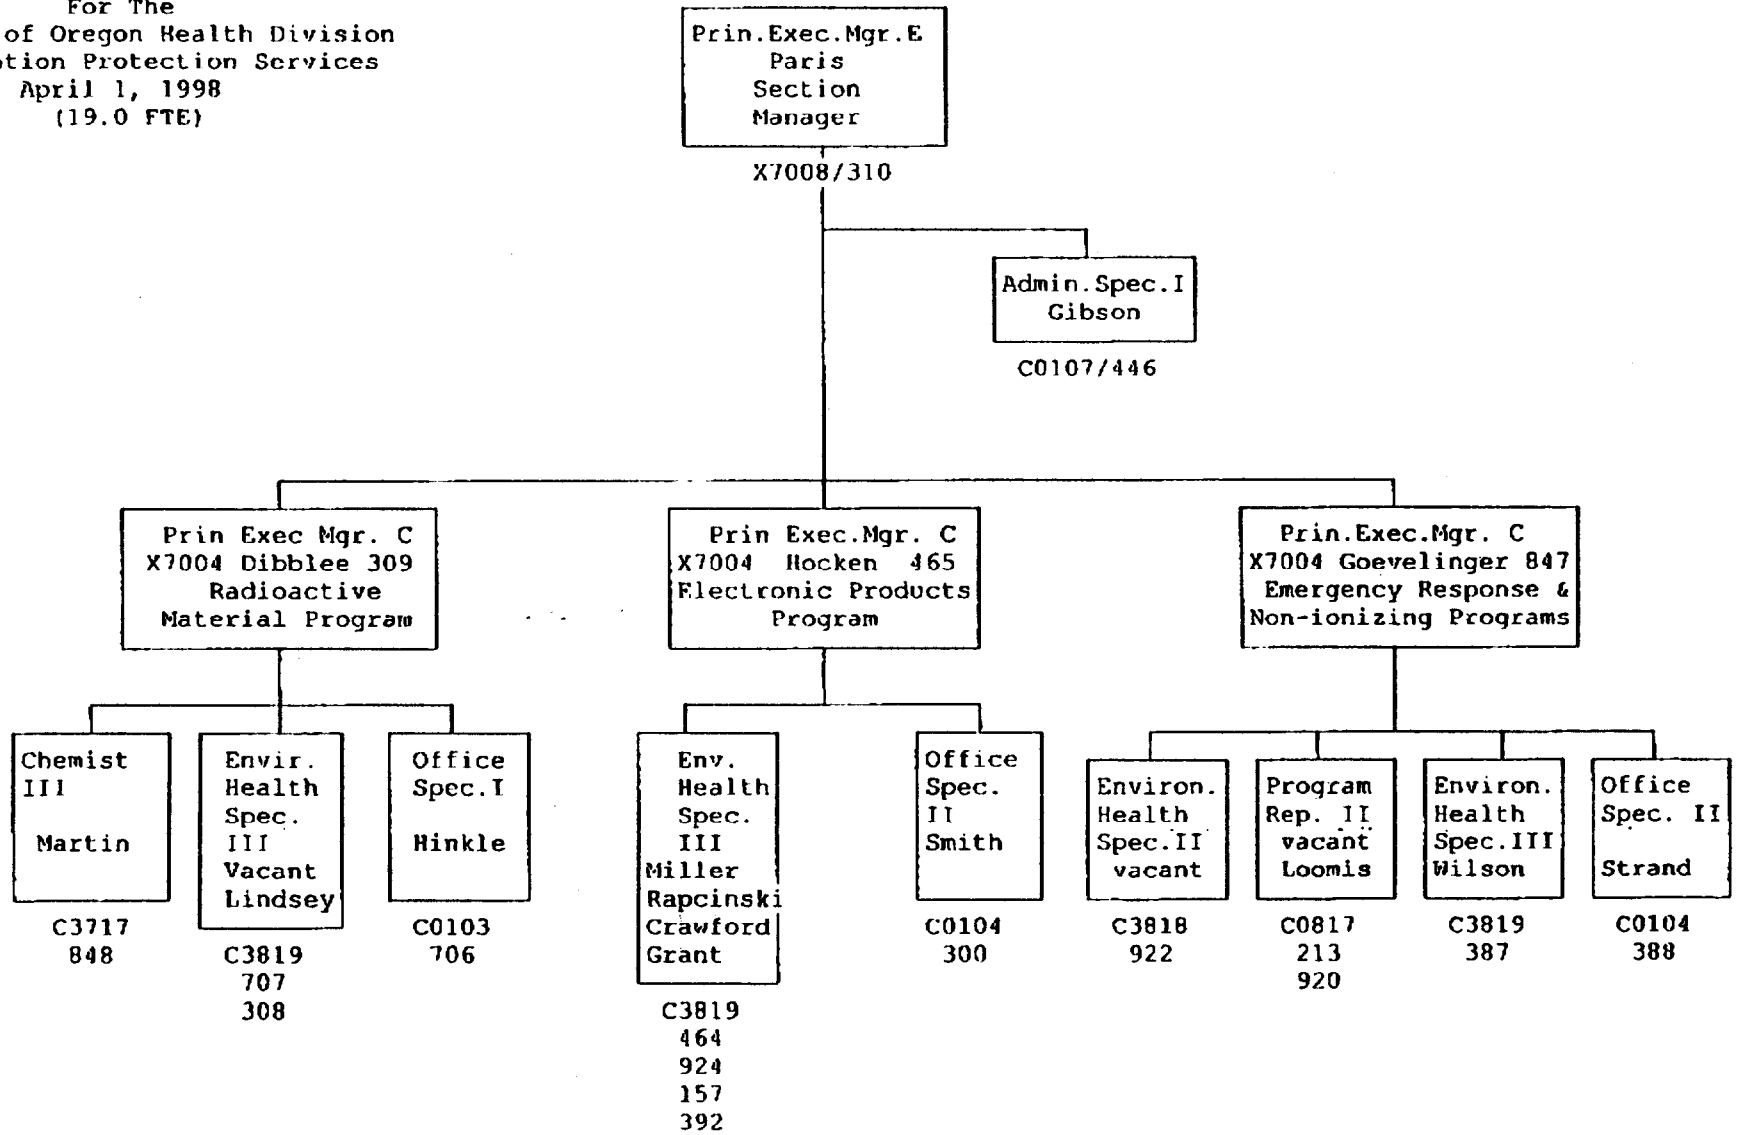 For The
of Oregon Health Division
tion Protection Services
April 1, 1998
(19.0 FTE)
Prin.Exec.Mgr.E
Paris
Section
Manager
X7008/310
Admin.Spec.I
Gibson
C0107/446
Prin Exec Mgr. C
X7004 Dibblee 309
Radioactive
Material Program
Prin Exec.Mgr. C
X7004 Hocken 465
Electronic Products
Program
Prin.Exec.Mgr. C
X7004 Goevelinger 847
Emergency Response &
Non-ionizing Programs
Chemist
III
Martin
C3717
848
Envir.
Health
Spec.
III
Vacant
Lindsey
C3819
707
308
Office
Spec.I
Hinkle
C0103
706
Env.
Health
Spec.
III
Miller
Rapcinski
Crawford
Grant
C3819
464
924
157
392
Office
Spec.
II
Smith
C0104
300
Environ.
Health
Spec.II
vacant
C3818
922
Program
Rep. II
vacant
Loomis
C0817
213
920
Environ.
Health
Spec.III
Wilson
C3819
387
Office
Spec. II
Strand
C0104
388